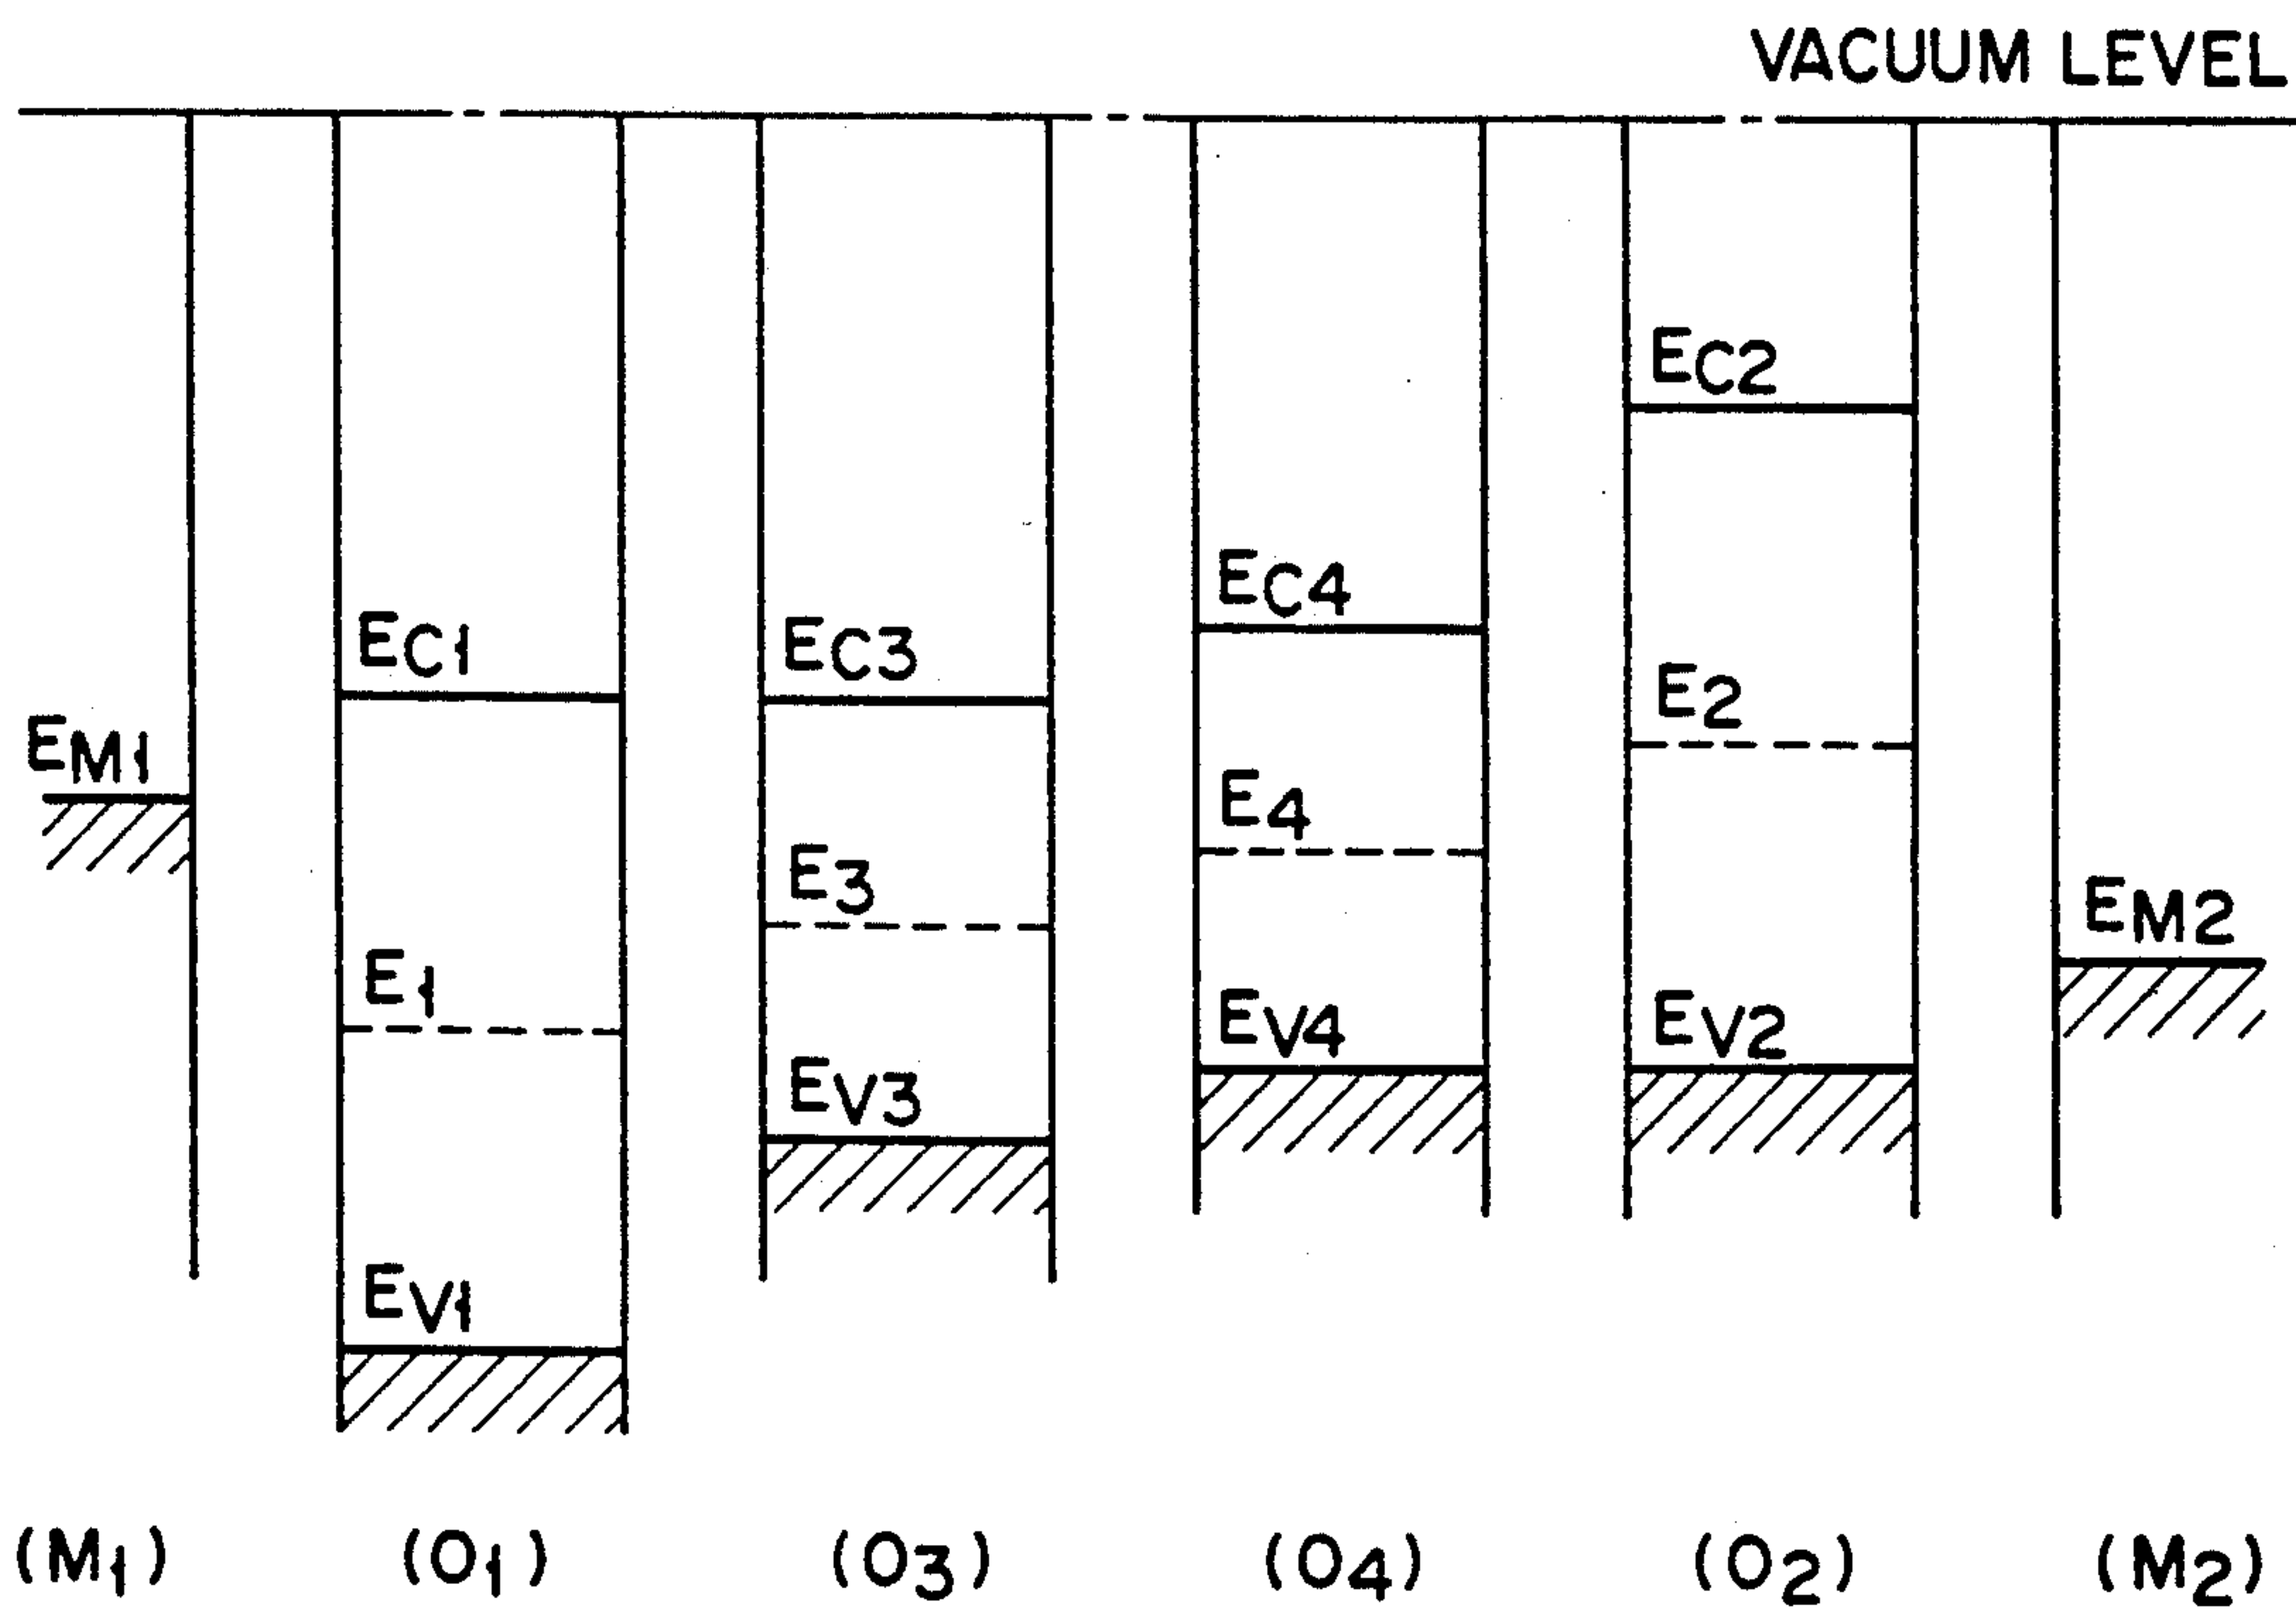 VACUUM LEVEL
EC2
EC4
EC1 EC3
E2
EM1
E4
E3
EM2
E1
EV4 EV2
EV3
EV1
(M1) (O1) (O3) (O4) (O2) (M2)